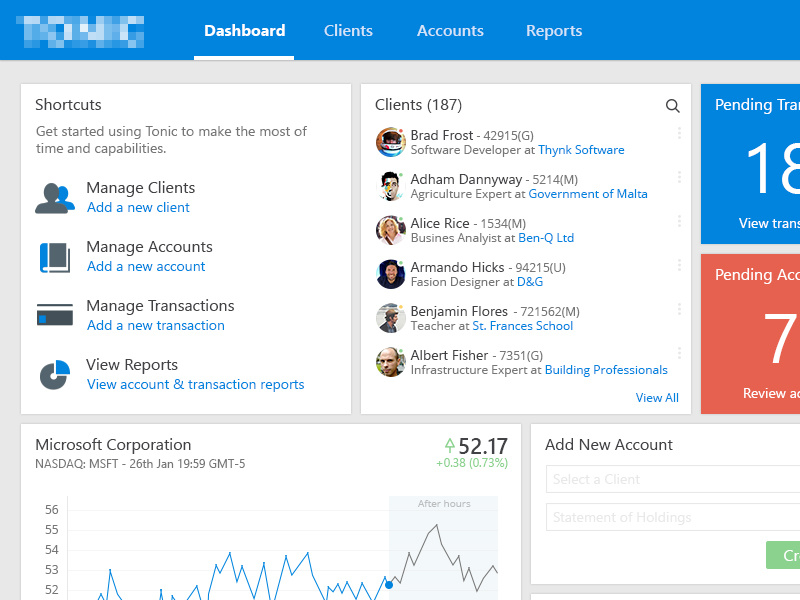 Dashboard
Clients
Accounts
Reports
Shortcuts
Get started using Tonic to make the most of
time and capabilities.
Manage Clients
Add a new client
Manage Accounts
Add a new account
Manage Transactions
Add a new transaction
View Reports
View account & transaction reports
Clients (187)
Brad Frost - 42915(G)
Software Developer at Thynk Software
Adham Dannyway - 5214(M)
Agriculture Expert at Government of Malta
Alice Rice - 1534(M)
Busines Analyist at Ben-Q Ltd
Armando Hicks - 94215(U)
Fasion Designer at D&G
Benjamin Flores - 721562(M)
Teacher at St. Frances School
Albert Fisher - 7351(G)
Infrastructure Expert at Building Professionals
View All
Pending Tra
18
View trans
Pending Acc
7
Review ac
Microsoft Corporation
NASDAQ: MSFT - 26th Jan 19:59 GMT-5
52.17
+0.38 (0.73%)
After hours
56
55
54
53
52
Add New Account
Select a Client
Statement of Holdings
Cr